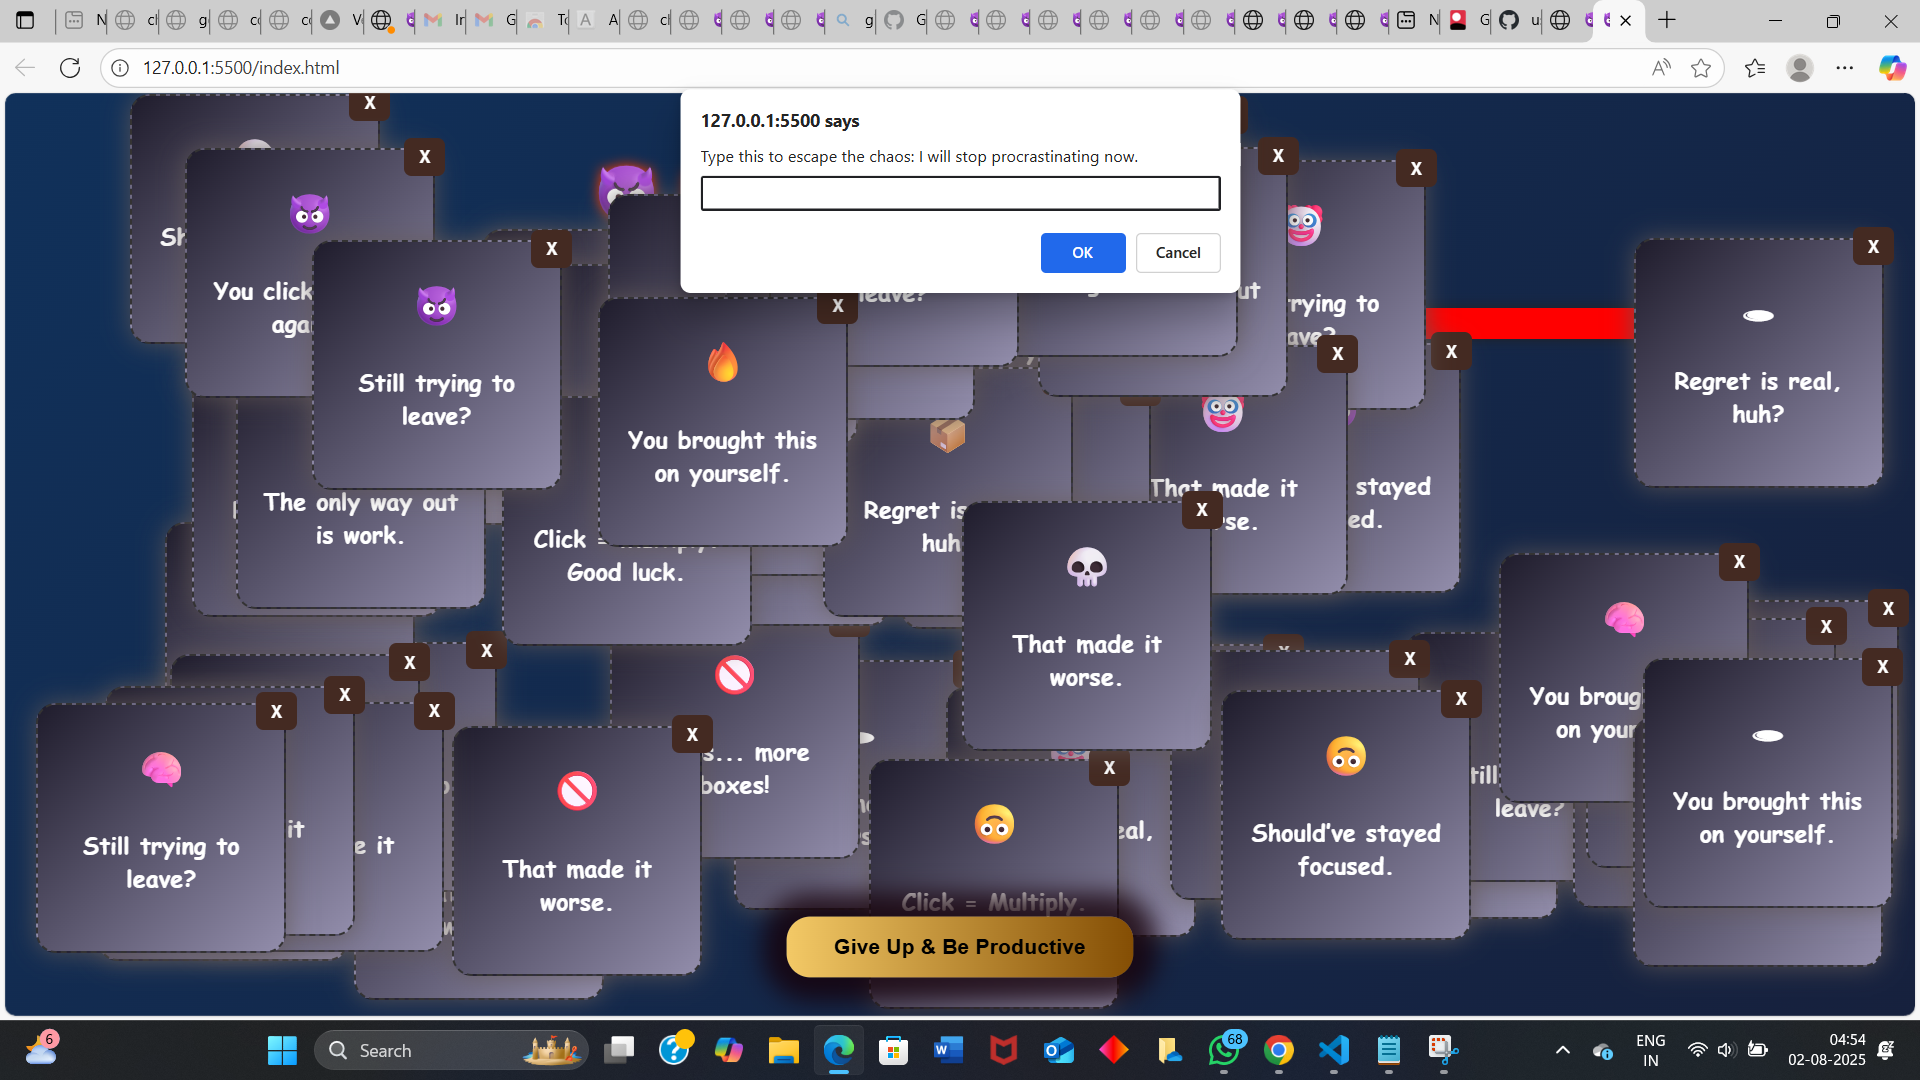 127.0.0.1:5500/index.html
127.0.0.1:5500 says
Type this to escape the chaos: I will stop procrastinating now.
OK
Cancel
X
X
X
X
X
X
You click
aga
Still trying to
leave?
X
leave?
ut
rying to
ave?
Regret is real,
huh?
You brought this
on yourself.
X
X
The only way out
is work.
Click =
Good luck.
Regret is
huh
That made it
rse.
stayed
ed.
X
That made it
worse.
X
X
X
X
X
X
X
X
X
X
X
X
X
Still trying to
leave?
it
e it
That made it
worse.
s... more
boxes!
eal,
Click = Multiply.
Should've stayed
focused.
till
leave?
You broug
on your
You brought this
on yourself.
Give Up & Be Productive
6
Search
68
ENG
IN
04:54
02-08-2025